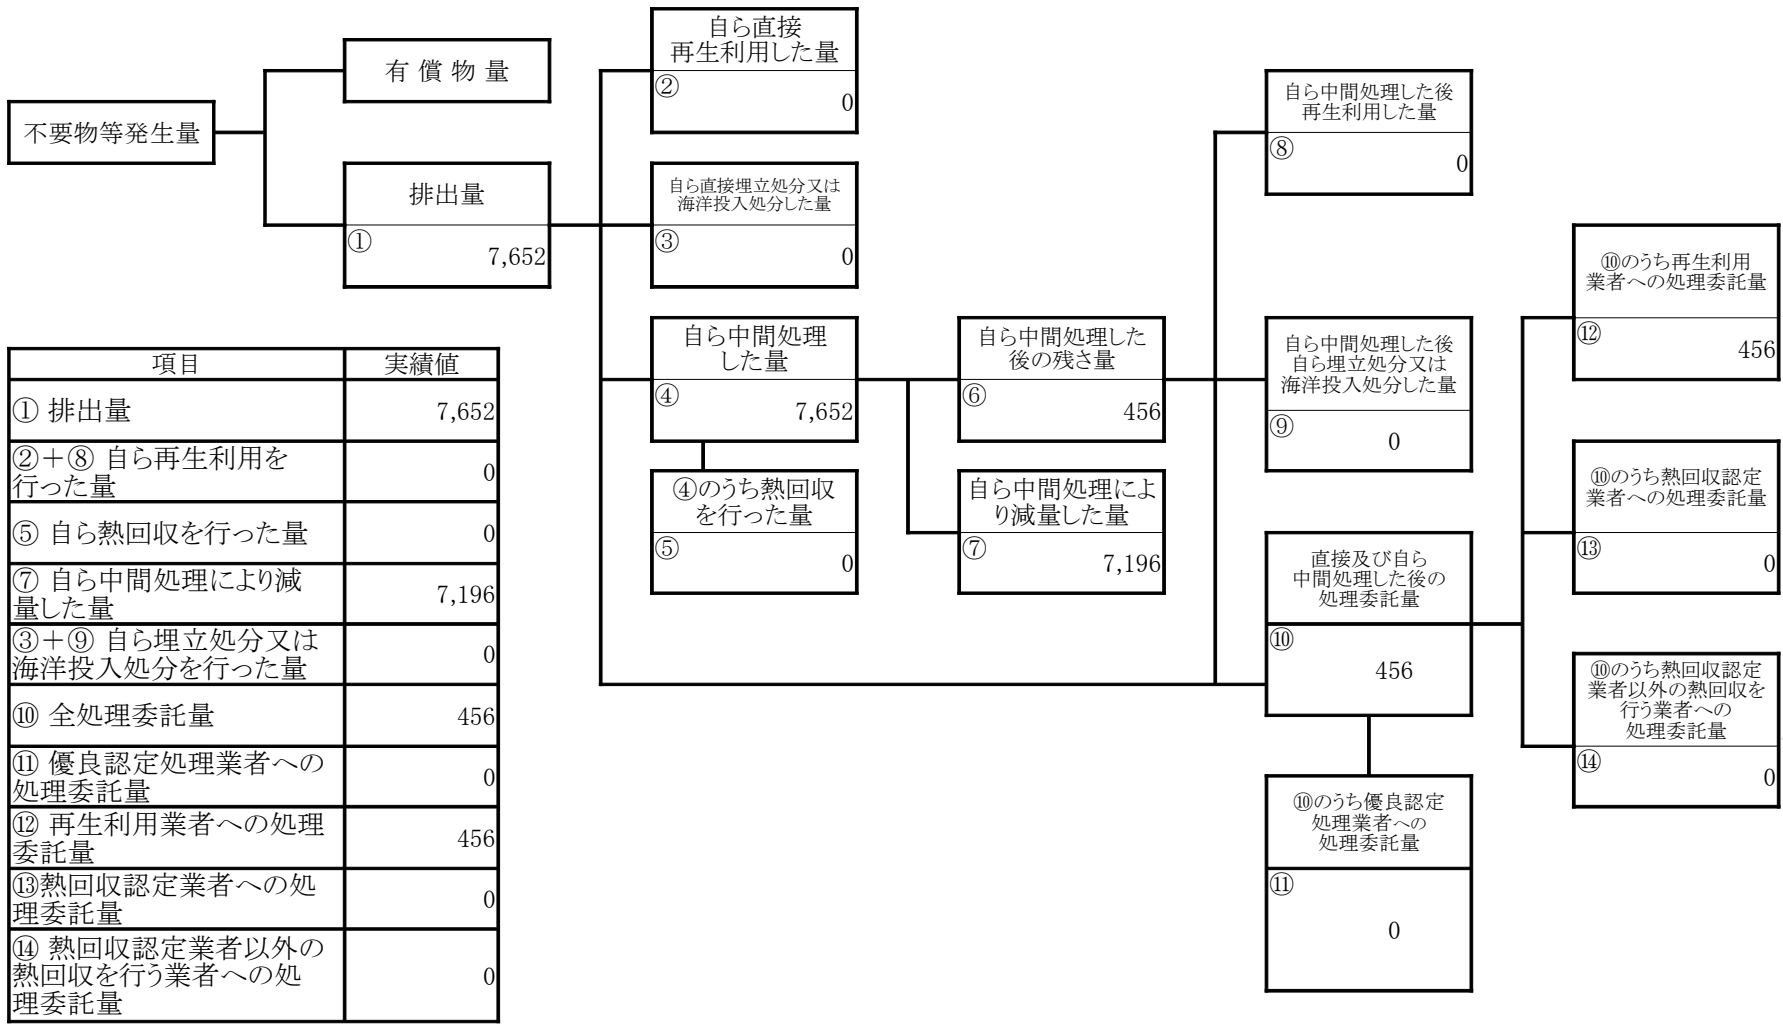 不要物等発生量
有 償 物 量
排出量
①
7,652
自ら直接
再生利用した量
②
0
自ら直接埋立処分又は
海洋投入処分した量
③
0
自ら中間処理
した量
④
7,652
④のうち熱回収
を行った量
⑤
0
自ら中間処理した
後の残さ量
⑥
456
自ら中間処理によ
り減量した量
⑦
7,196
自ら中間処理した後
再生利用した量
⑧
0
自ら中間処理した後
自ら埋立処分又は
海洋投入処分した量
⑨
0
直接及び自ら
中間処理した後の
処理委託量
⑩
456
⑩のうち優良認定
処理業者への
処理委託量
⑪
0
⑩のうち再生利用
業者への処理委託量
⑫
456
⑩のうち熱回収認定
業者への処理委託量
⑬
0
⑩のうち熱回収認定
業者以外の熱回収を
行う業者への
処理委託量
⑭
0
項目 実績値
① 排出量 7,652
②＋⑧ 自ら再生利用を
行った量 0
⑤ 自ら熱回収を行った量 0
⑦ 自ら中間処理により減
量した量 7,196
③＋⑨ 自ら埋立処分又は
海洋投入処分を行った量 0
⑩ 全処理委託量 456
⑪ 優良認定処理業者への
処理委託量 0
⑫ 再生利用業者への処理
委託量 456
⑬熱回収認定業者への処
理委託量 0
⑭ 熱回収認定業者以外の
熱回収を行う業者への処
理委託量 0